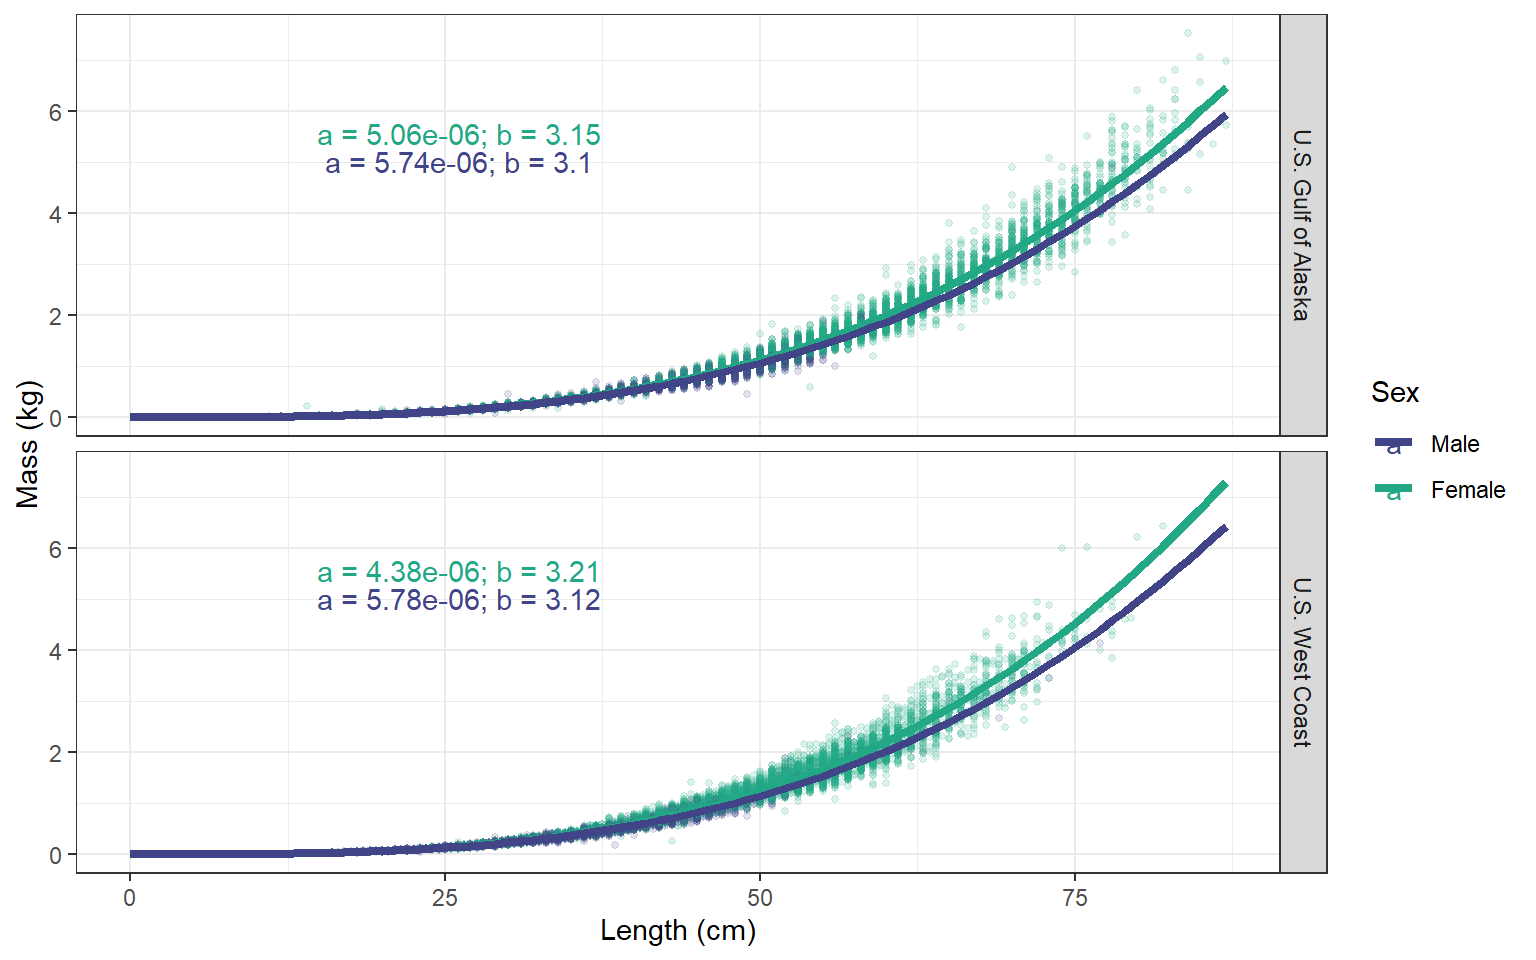 a = 5.06e-06; b = 3.15
a = 5.74e-06; b = 3.1
6
4
2
0
U.S. Gulf of Alaska
a = 4.38e-06; b = 3.21
a = 5.78e-06; b = 3.12
6
4
2
0
U.S. West Coast
0
25
50
75
Length (cm)
Mass (kg)
Sex
a Male
a Female